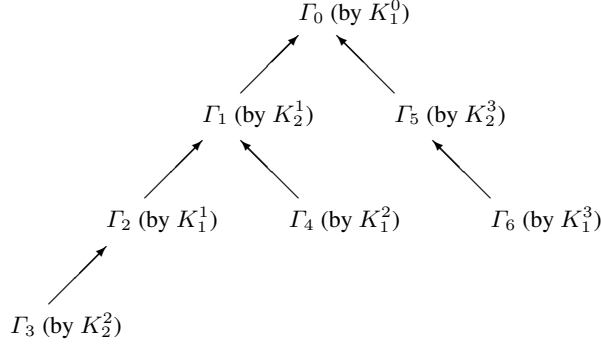 Γ₀ (by K₁⁰)
Γ₁ (by K₂¹) Γ₅ (by K₂³)
Γ₂ (by K₁¹) Γ₄ (by K₁²) Γ₆ (by K₁³)
Γ₃ (by K₂²)